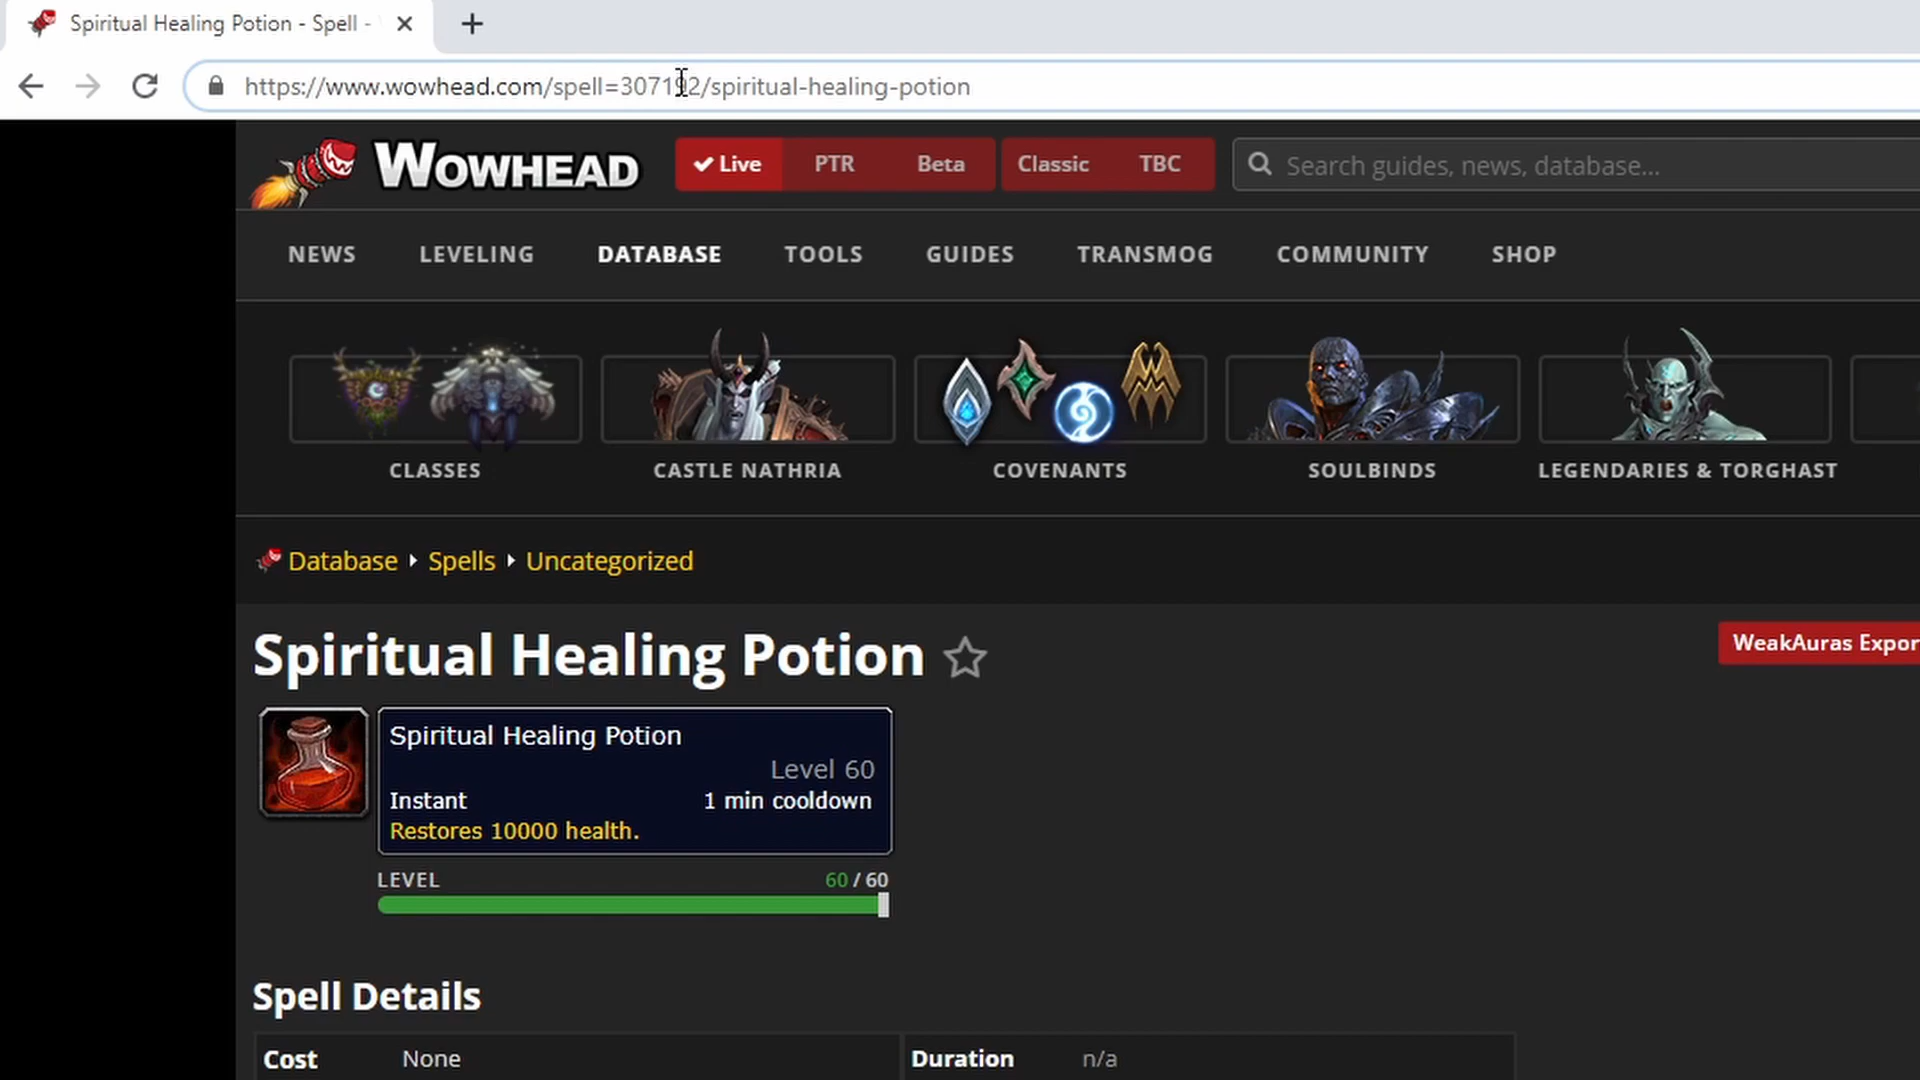 Spiritual Healing Potion - Spell -
https://www.wowhead.com/spell=307192/spiritual-healing-potion
WOWHEAD
Live PTR Beta Classic TBC Search guides, news, database...
NEWS LEVELING DATABASE TOOLS GUIDES TRANSMOG COMMUNITY SHOP
CLASSES CASTLE NATHRIA COVENANTS SOULBINDS LEGENDARIES & TORGHAST
Database Spells Uncategorized
Spiritual Healing Potion
WeakAuras Expor
Spiritual Healing Potion
Level 60
Instant 1 min cooldown
Restores 10000 health.
LEVEL 60 / 60
Spell Details
Cost None Duration n/a